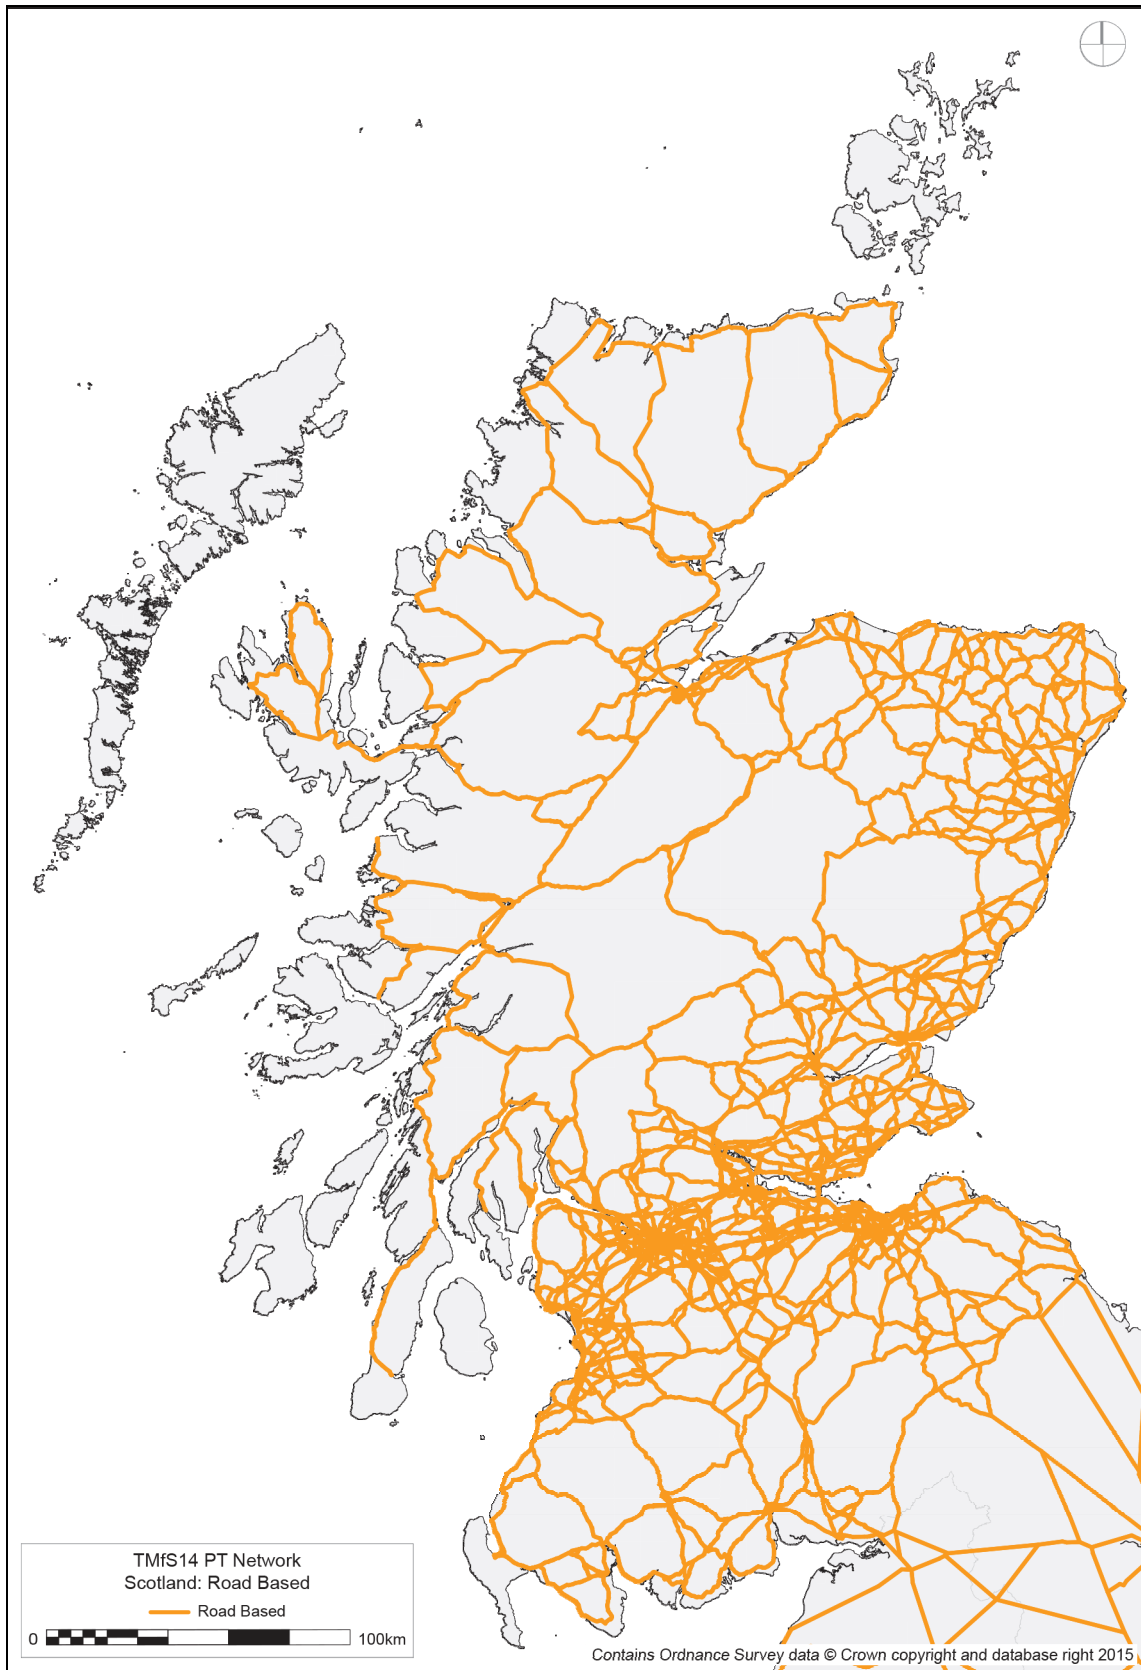 TMfS14 PT Network
Scotland: Road Based
Road Based
0 100km
Contains Ordnance Survey data © Crown copyright and database right 2015